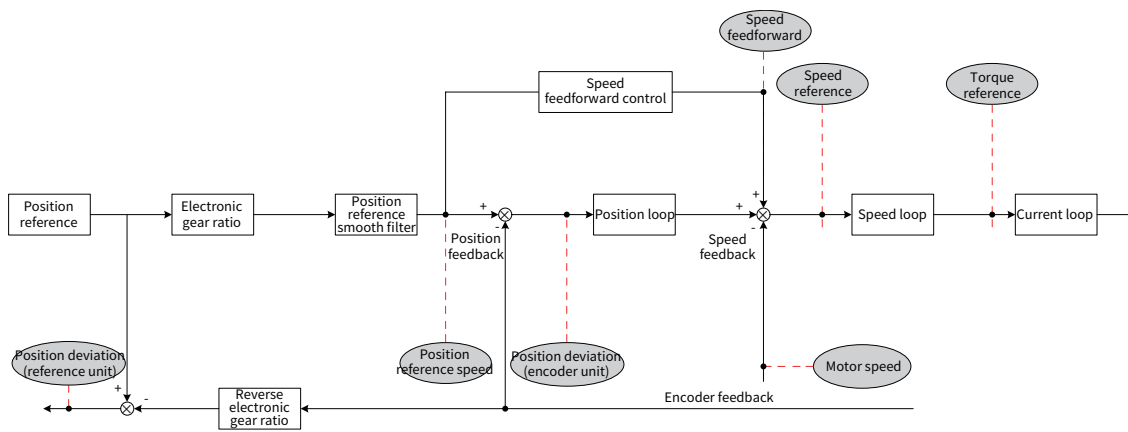 Speed
feedforward
Speed
feedforward control
Speed
reference
Torque
reference
Position
reference
Electronic
gear ratio
Position
reference
smooth filter
+
-
Position
feedback
Position loop
+
+
-
Speed
feedback
Speed loop
Current loop
Position deviation
(reference unit)
Position
reference speed
Position deviation
(encoder unit)
Motor speed
+
-
Reverse
electronic
gear ratio
Encoder feedback